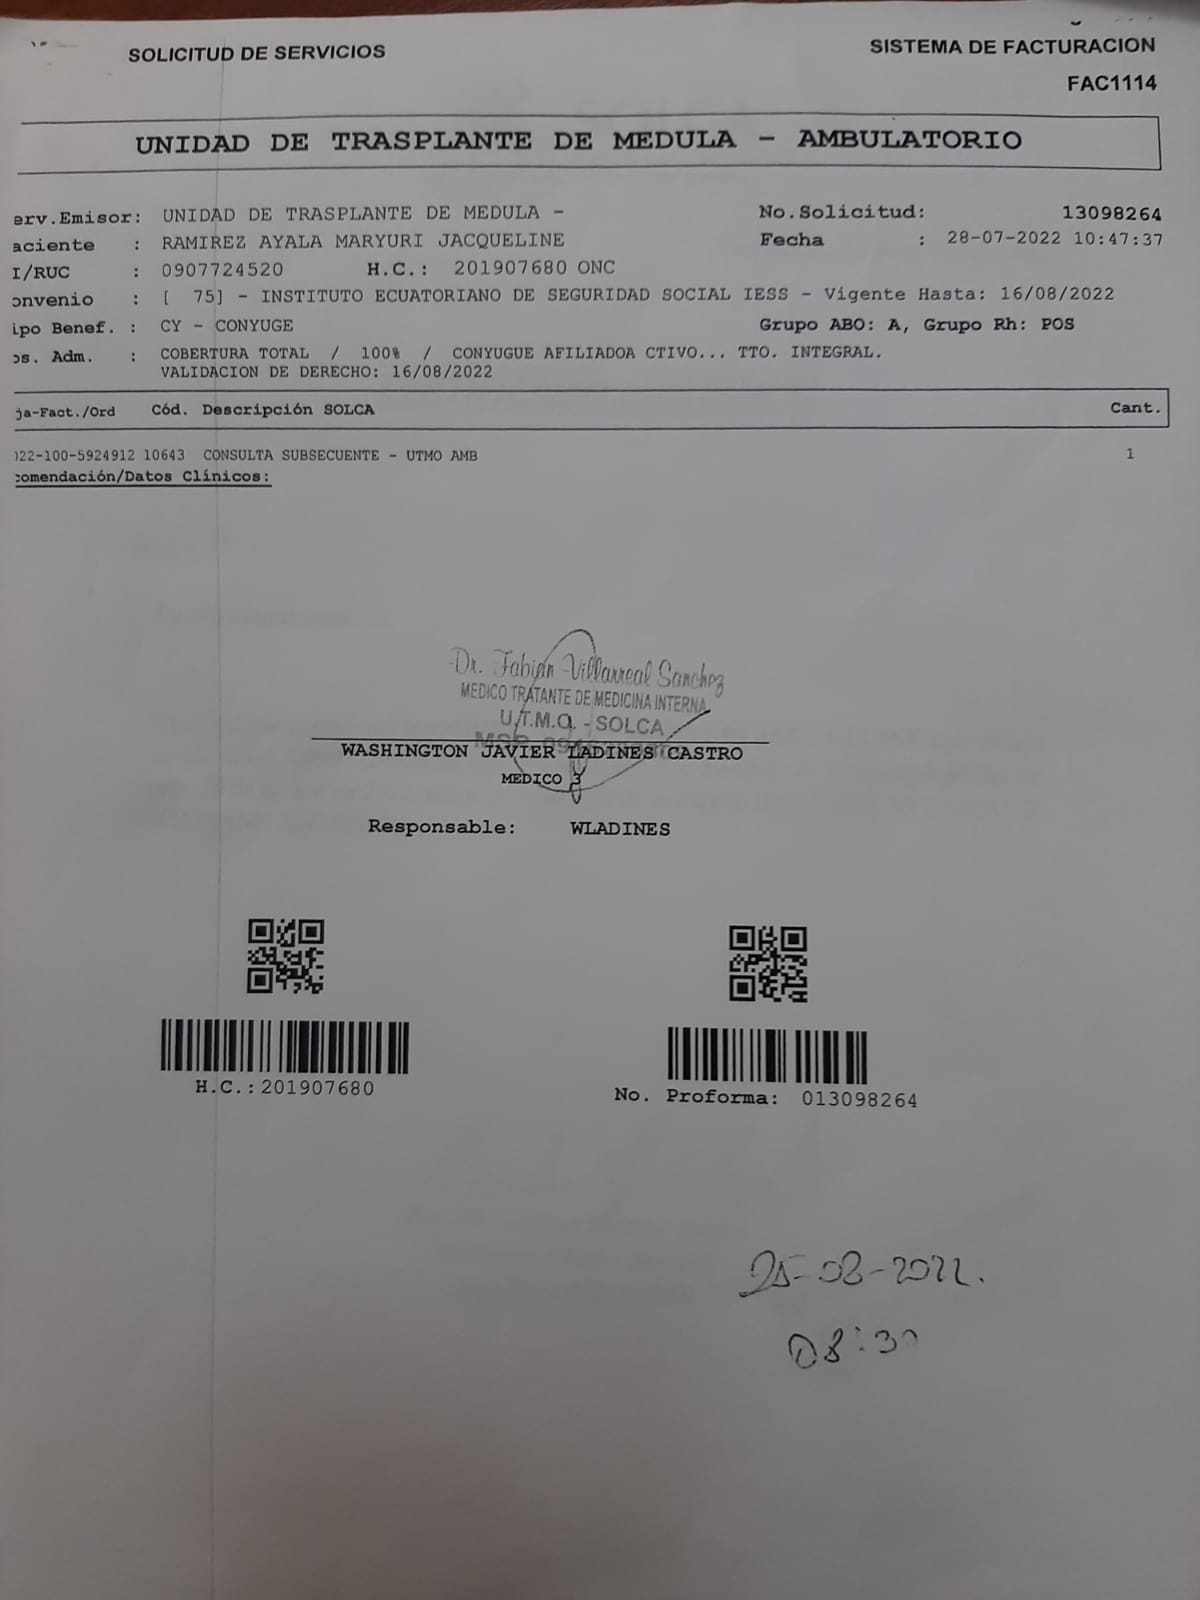 SOLICITUD DE SERVICIOS
SISTEMA DE FACTURACION
FAC1114
UNIDAD DE TRASPLANTE DE MEDULA - AMBULATORIO
erv.Emisor: UNIDAD DE TRASPLANTE DE MEDULA - No.Solicitud: 13098264
aciente : RAMIREZ AYALA MARYURI JACQUELINE Fecha : 28-07-2022 10:47:37
I/RUC : 0907724520 H.C.: 201907680 ONC
onvenio : [ 75] - INSTITUTO ECUATORIANO DE SEGURIDAD SOCIAL IESS - Vigente Hasta: 16/08/2022
ipo Benef. : CY - CONYUGE Grupo ABO: A, Grupo Rh: POS
os. Adm. : COBERTURA TOTAL / 100% / CONYUGUE AFILIADOA CTIVO... TTO. INTEGRAL.
VALIDACION DE DERECHO: 16/08/2022
ja-Fact./Ord Cód. Descripción SOLCA Cant.
022-100-5924912 10643 CONSULTA SUBSECUENTE - UTMO AMB 1
comendación/Datos Clínicos:
Dr. Fabián Villarreal Sanchez
MEDICO TRATANTE DE MEDICINA INTERNA
U.T.M.O. - SOLCA
WASHINGTON JAVIER LADINES CASTRO
MEDICO 3
Responsable: WLADINES
H.C.:201907680
No. Proforma: 013098264
25-08-2022.
08:30